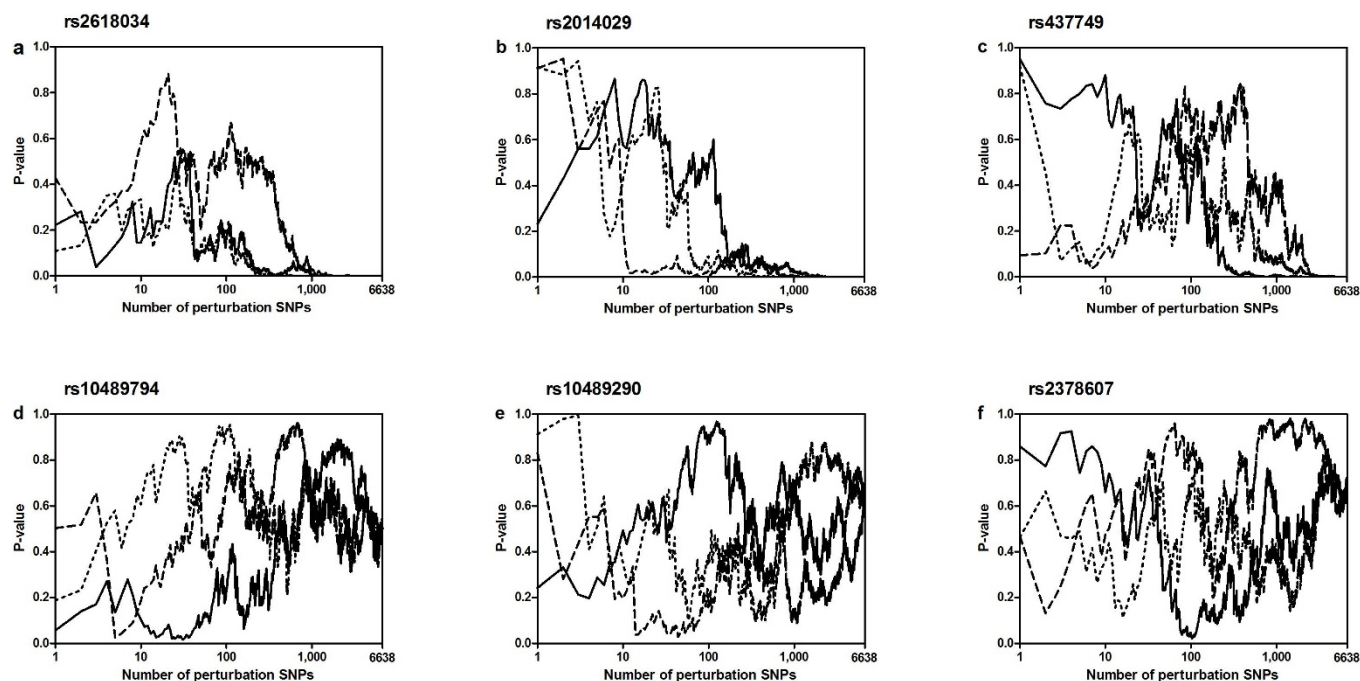 rs2618034
rs2014029
rs437749
a
1.0
0.8
0.6
0.4
0.2
0.0
P-value
1
10
100
1,000
6638
Number of perturbation SNPs
b
1.0
0.8
0.6
0.4
0.2
0.0
P-value
1
10
100
1,000
6638
Number of perturbation SNPs
c
1.0
0.8
0.6
0.4
0.2
0.0
P-value
1
10
100
1,000
6638
Number of perturbation SNPs
rs10489794
rs10489290
rs2378607
d
1.0
0.8
0.6
0.4
0.2
0.0
P-value
1
10
100
1,000
6638
Number of perturbation SNPs
e
1.0
0.8
0.6
0.4
0.2
0.0
P-value
1
10
100
1,000
6638
Number of perturbation SNPs
f
1.0
0.8
0.6
0.4
0.2
0.0
P-value
1
10
100
1,000
6638
Number of perturbation SNPs